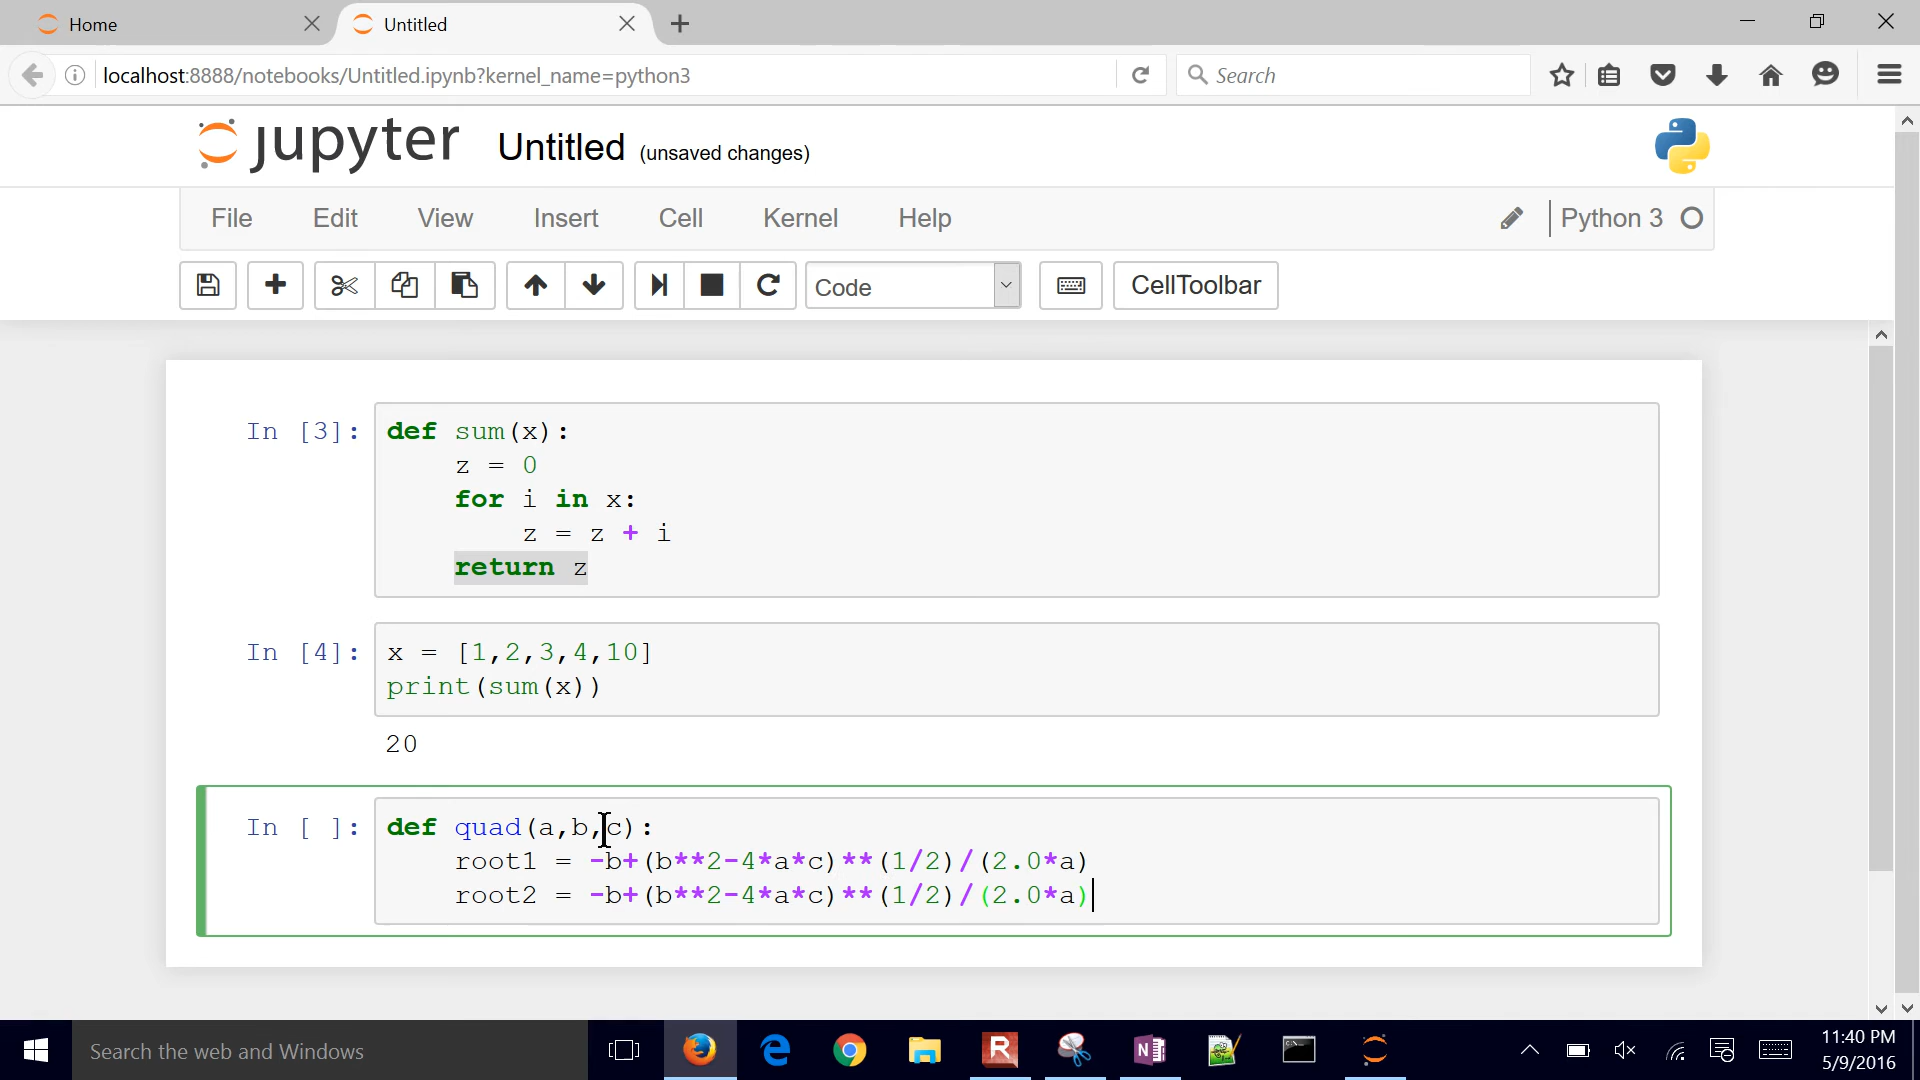 Home
Untitled
localhost:8888/notebooks/Untitled.ipynb?kernel_name=python3
Search
jupyter
Untitled (unsaved changes)
File Edit View Insert Cell Kernel Help
Python 3
Code
CellToolbar
In [3]: def sum(x):
    z = 0
    for i in x:
        z = z + i
    return z
In [4]: x = [1,2,3,4,10]
print(sum(x))
20
In [ ]: def quad(a,b,c):
    root1 = -b+(b**2-4*a*c)**(1/2)/(2.0*a)
    root2 = -b+(b**2-4*a*c)**(1/2)/(2.0*a)
Search the web and Windows
R
N
11:40 PM
5/9/2016